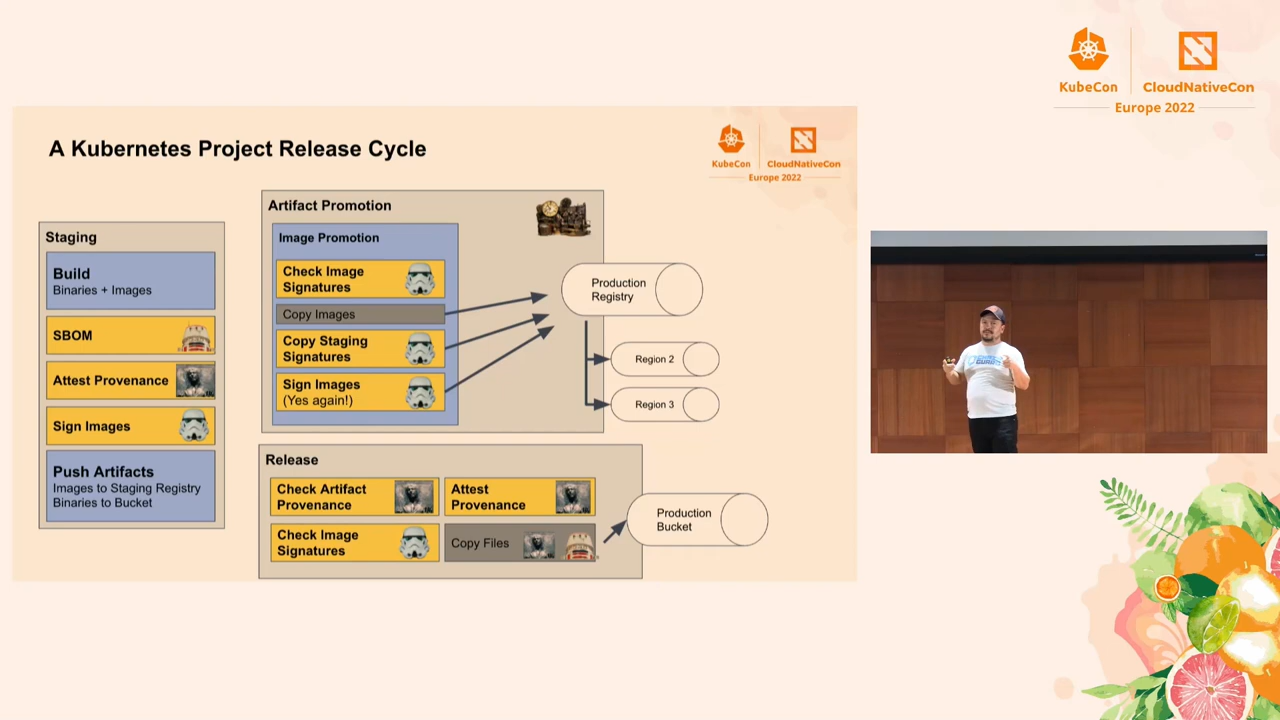 KubeCon
CloudNativeCon
Europe 2022
A Kubernetes Project Release Cycle
KubeCon
CloudNativeCon
Europe 2022
Staging
Build
Binaries + Images
SBOM
Attest Provenance
Sign Images
Push Artifacts
Images to Staging Registry
Binaries to Bucket
Artifact Promotion
Image Promotion
Check Image
Signatures
Copy Images
Copy Staging
Signatures
Sign Images
(Yes again!)
Production
Registry
Region 2
Region 3
Release
Check Artifact
Provenance
Attest
Provenance
Check Image
Signatures
Copy Files
Production
Bucket